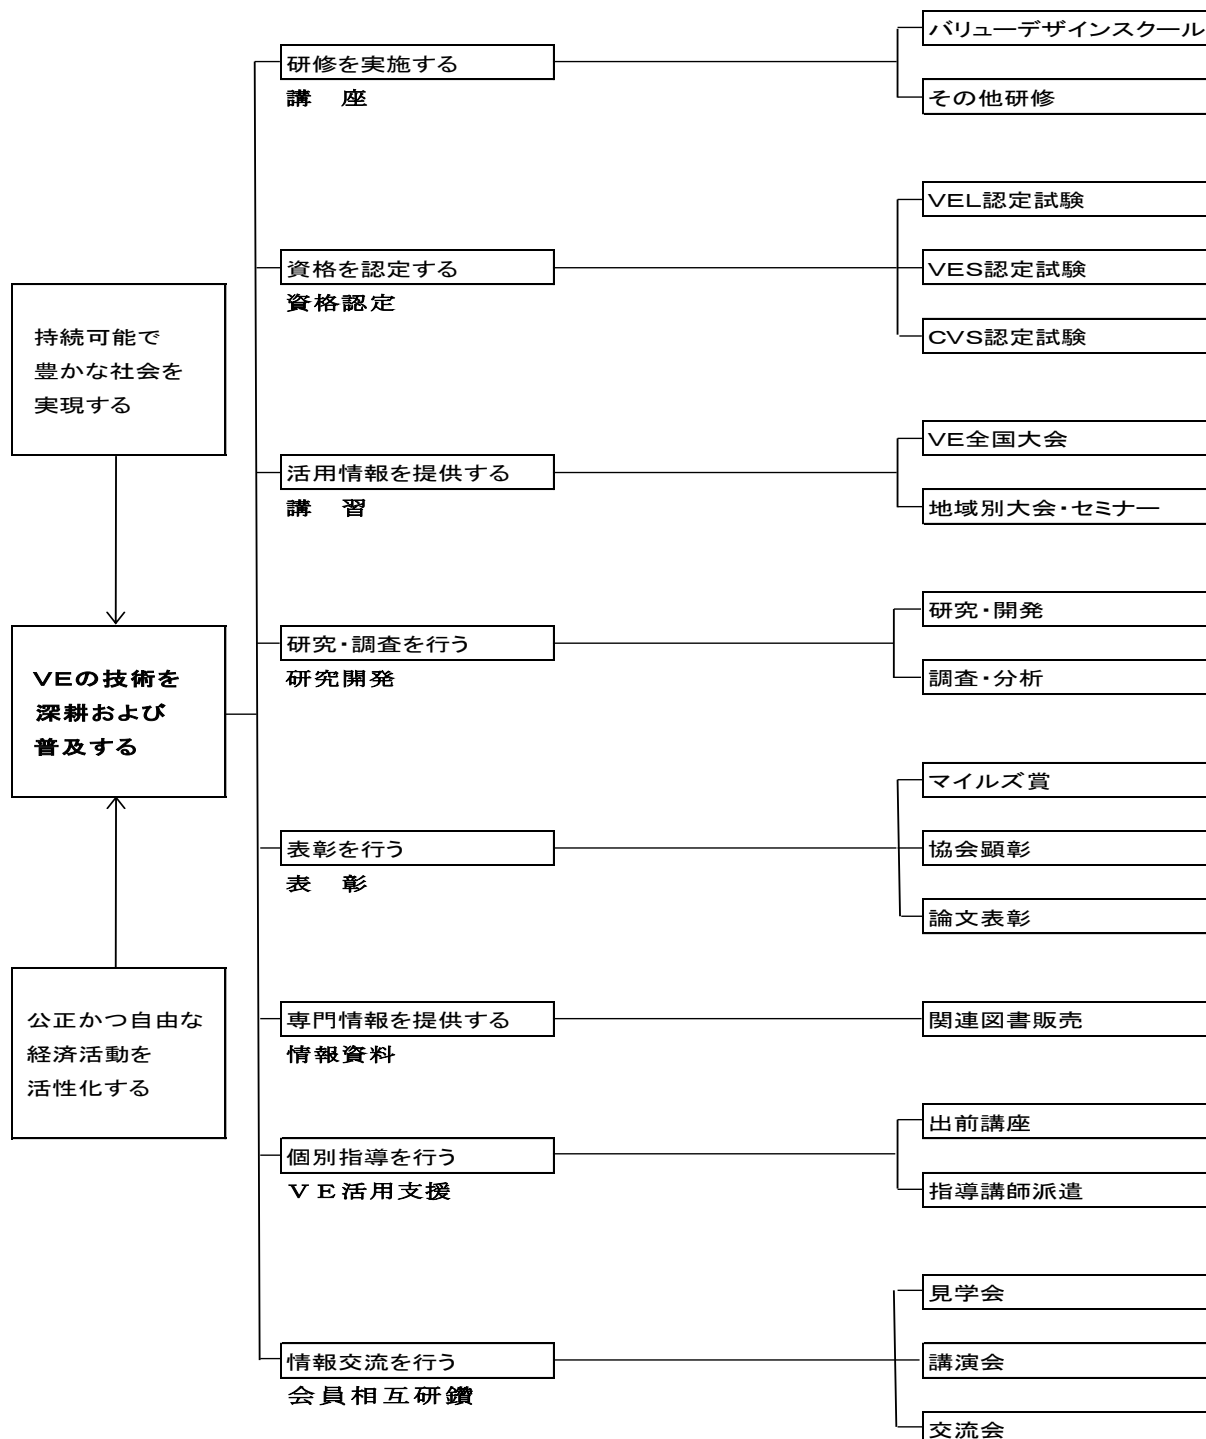 持続可能で
豊かな社会を
実現する
VEの技術を
深耕および
普及する
公正かつ自由な
経済活動を
活性化する
研修を実施する
講　座
バリューデザインスクール
その他研修
資格を認定する
資格認定
VEL認定試験
VES認定試験
CVS認定試験
活用情報を提供する
講　習
VE全国大会
地域別大会・セミナー
研究・調査を行う
研究開発
研究・開発
調査・分析
表彰を行う
表　彰
マイルズ賞
協会顕彰
論文表彰
専門情報を提供する
情報資料
関連図書販売
個別指導を行う
ＶＥ活用支援
出前講座
指導講師派遣
情報交流を行う
会員相互研鑽
見学会
講演会
交流会